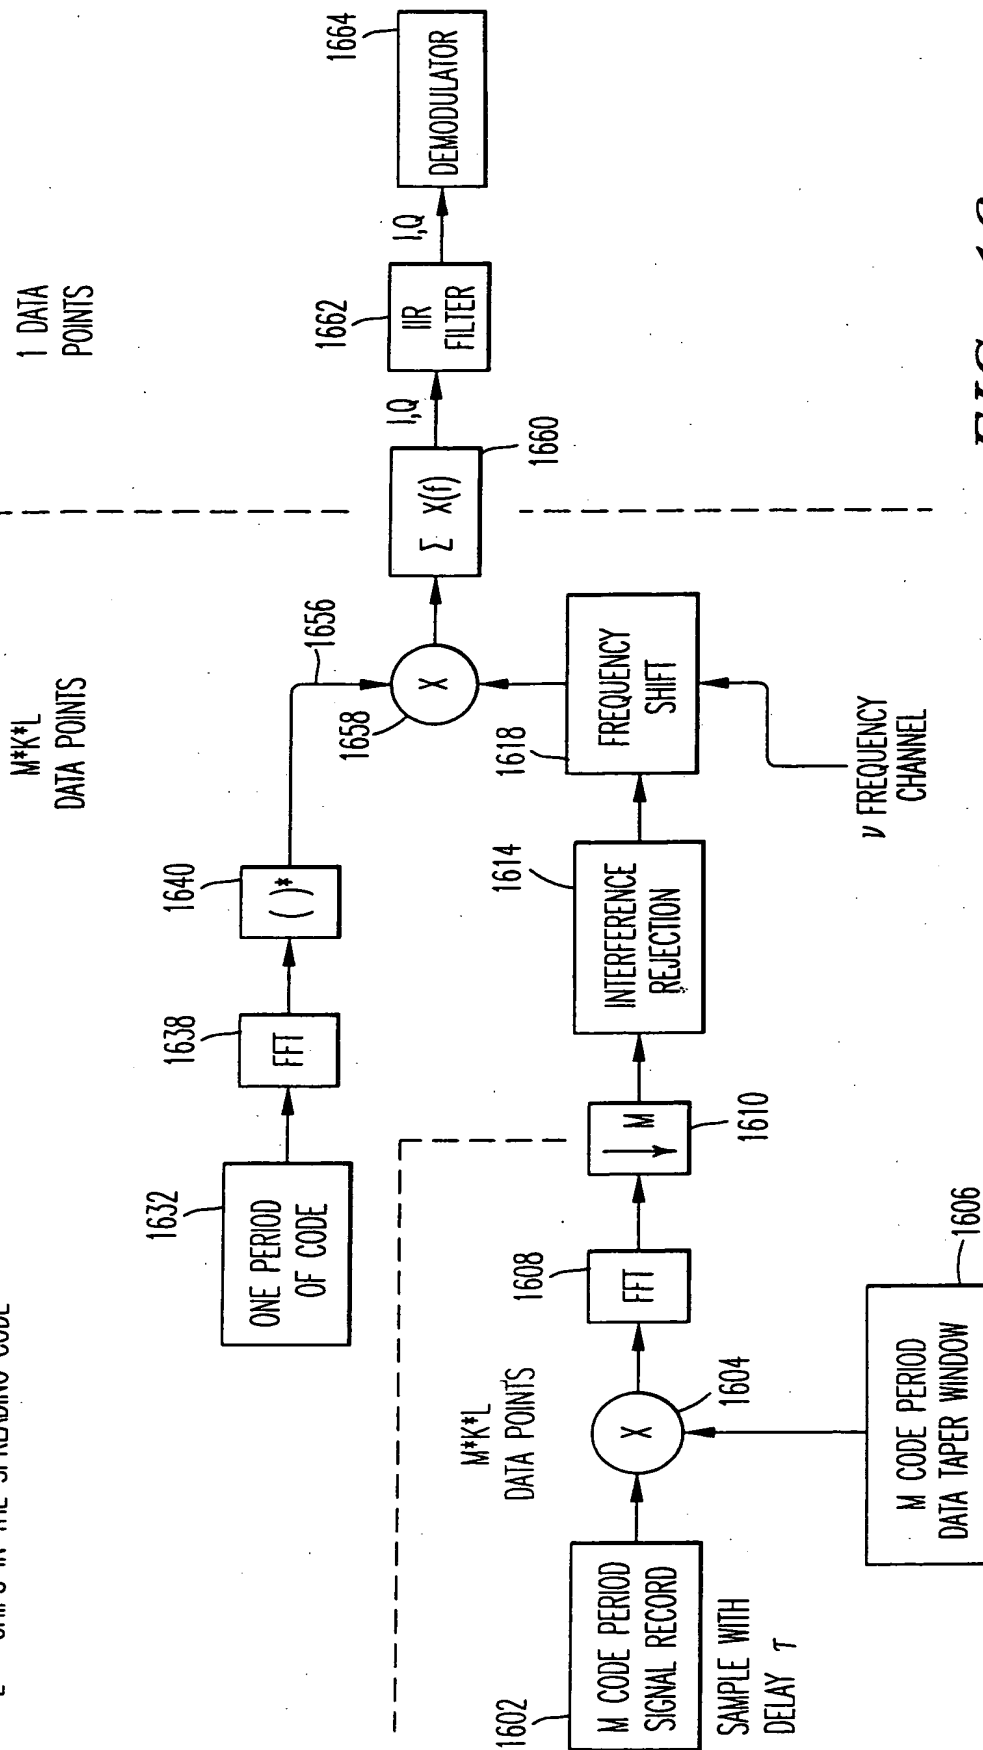 L CHIPS IN THE SPREADING CODE
M*K*L
DATA POINTS
1 DATA
POINTS
1632
ONE PERIOD
OF CODE
1638
FFT
1640
( )*
1656
1658
X
Σ X(f)
1660
I,Q
1662
IIR
FILTER
I,Q
1664
DEMODULATOR
M*K*L
DATA POINTS
1602
M CODE PERIOD
SIGNAL RECORD
SAMPLE WITH
DELAY τ
X
1604
1606
M CODE PERIOD
DATA TAPER WINDOW
1608
FFT
M
1610
1614
INTERFERENCE
REJECTION
1618
FREQUENCY
SHIFT
ν FREQUENCY
CHANNEL
FIG.